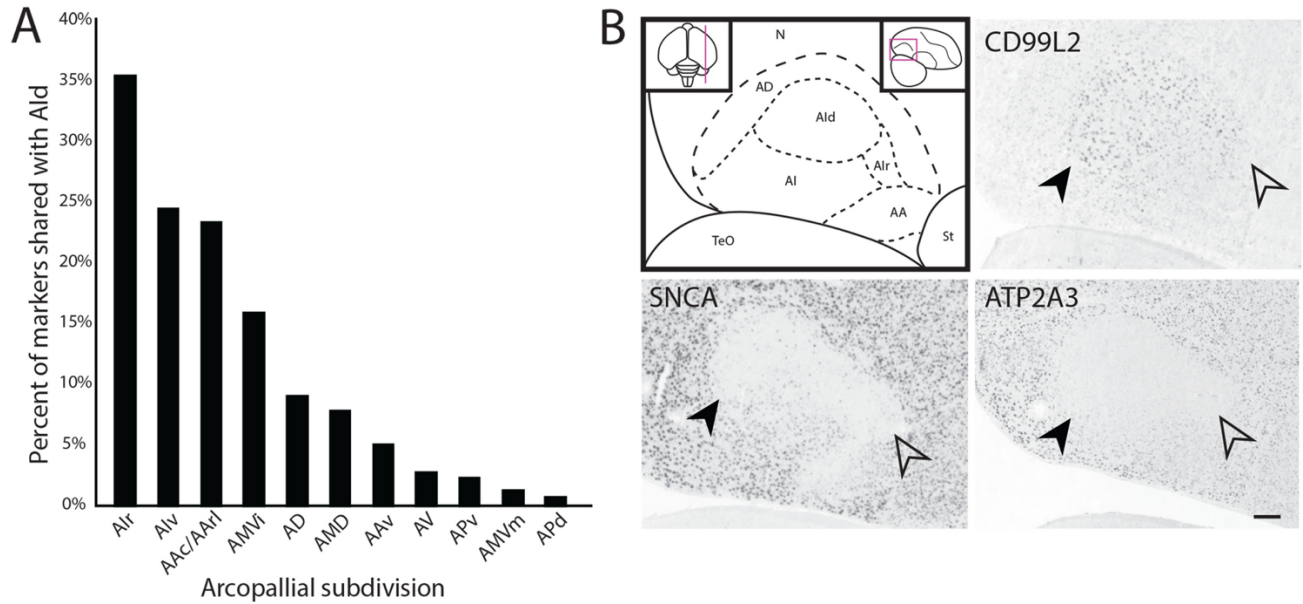 A
Percent of markers shared with AId
40%
35%
30%
25%
20%
15%
10%
5%
0%
AIr
AIv
AAc/AArl
AMVi
AD
AMD
AAv
AV
APv
AMVm
APd
Arcopallial subdivision
B
N
AD
AId
AIr
AI
AA
TeO
St
CD99L2
SNCA
ATP2A3